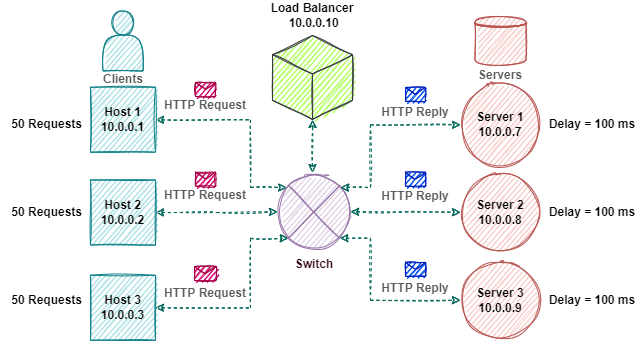 Load Balancer
10.0.0.10
Clients
Servers
Host 1
10.0.0.1
50 Requests
HTTP Request
HTTP Reply
Server 1
10.0.0.7
Delay = 100 ms
Host 2
10.0.0.2
50 Requests
HTTP Request
HTTP Reply
Server 2
10.0.0.8
Delay = 100 ms
Switch
Host 3
10.0.0.3
50 Requests
HTTP Request
HTTP Reply
Server 3
10.0.0.9
Delay = 100 ms